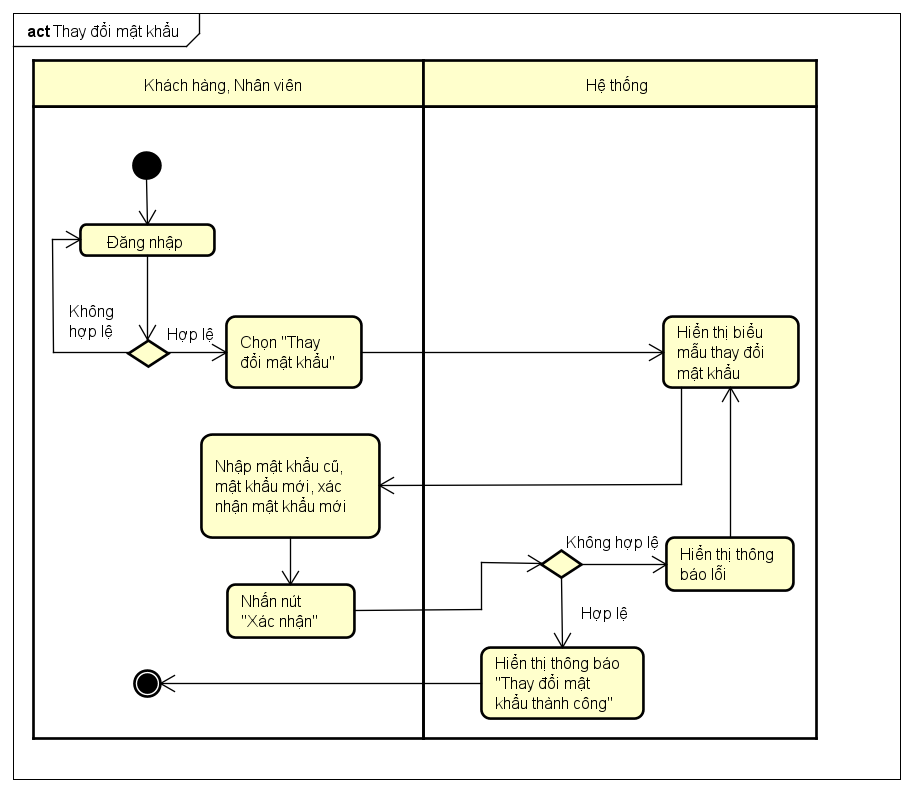 act Thay đổi mật khẩu
Khách hàng, Nhân viên
Hệ thống
Đăng nhập
Không
hợp lệ
Hợp lệ
Chọn "Thay
đổi mật khẩu"
Hiển thị biểu
mẫu thay đổi
mật khẩu
Nhập mật khẩu cũ,
mật khẩu mới, xác
nhận mật khẩu mới
Nhấn nút
"Xác nhận"
Không hợp lệ
Hiển thị thông
báo lỗi
Hợp lệ
Hiển thị thông báo
"Thay đổi mật
khẩu thành công"